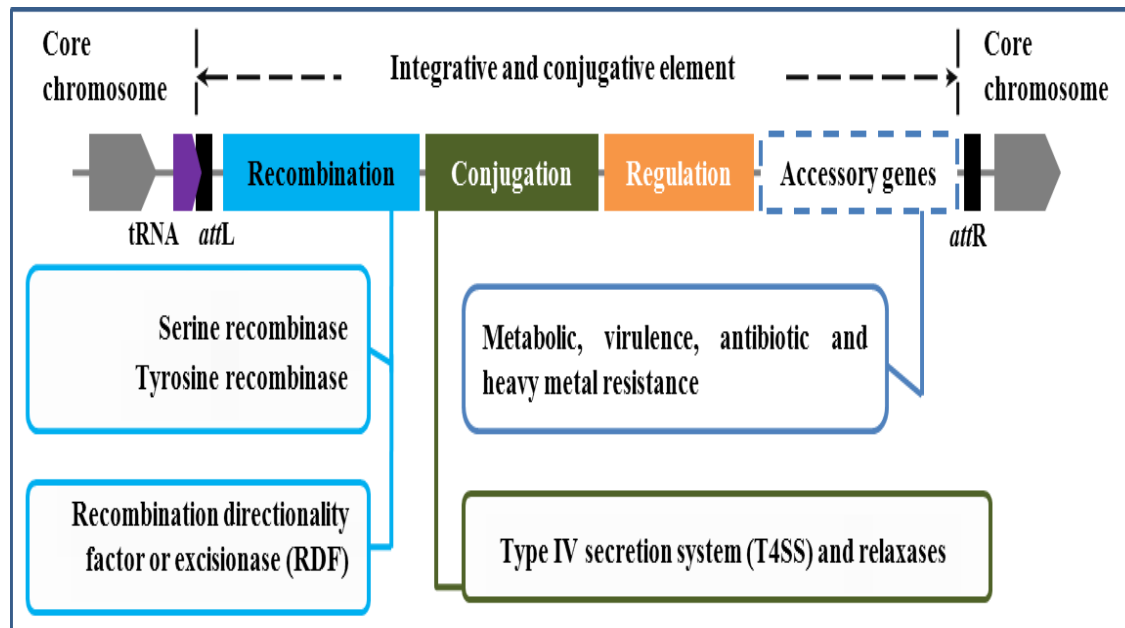 Core
chromosome
Integrative and conjugative element
Core
chromosome
Recombination
Conjugation
Regulation
Accessory genes
tRNA
attL
attR
Serine recombinase
Tyrosine recombinase
Metabolic, virulence, antibiotic and
heavy metal resistance
Recombination directionality
factor or excisionase (RDF)
Type IV secretion system (T4SS) and relaxases